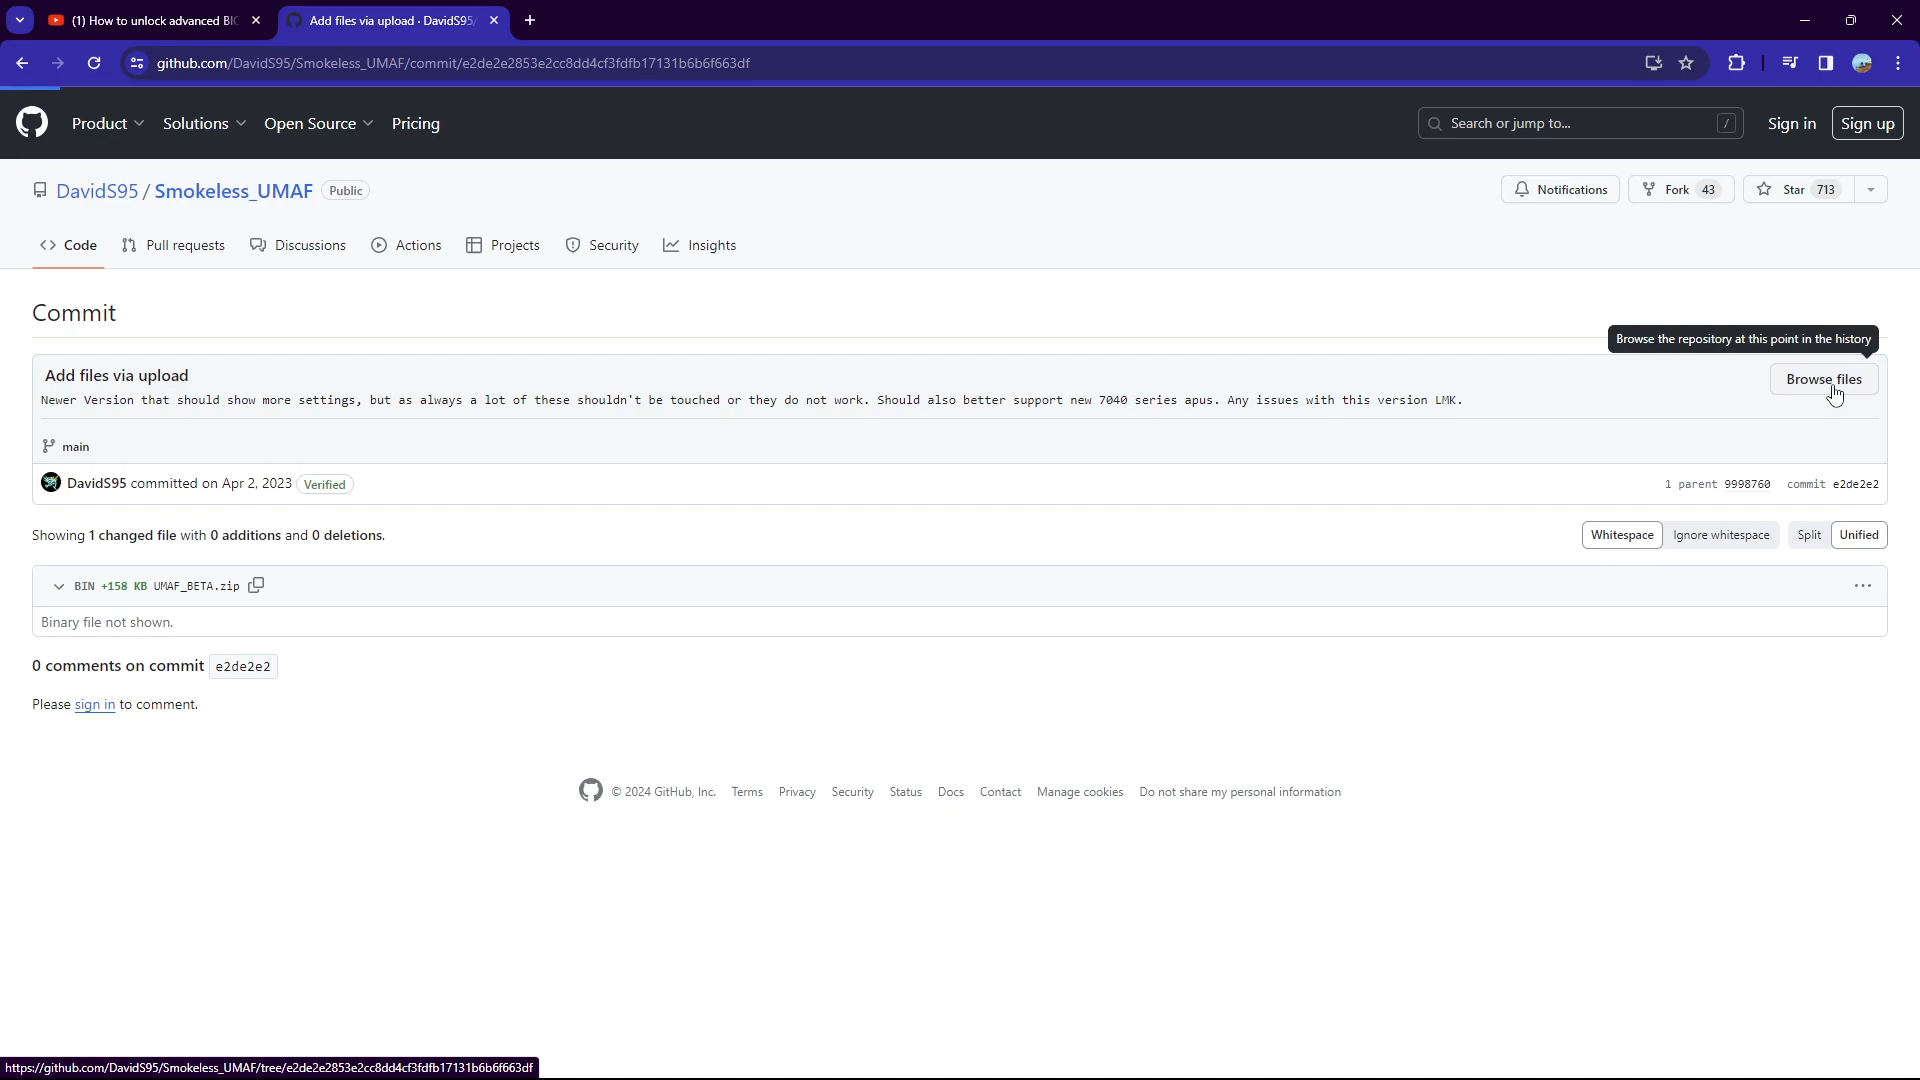 (1) How to unlock advanced BIO
Add files via upload · DavidS95/
github.com/DavidS95/Smokeless_UMAF/commit/e2de2e2853e2cc8dd4cf3fdfb17131b6b6f663df
Product
Solutions
Open Source
Pricing
Search or jump to...
/
Sign in
Sign up
DavidS95 / Smokeless_UMAF
Public
Notifications
Fork 43
Star 713
Code
Pull requests
Discussions
Actions
Projects
Security
Insights
Commit
Browse the repository at this point in the history
Add files via upload
Browse files
Newer Version that should show more settings, but as always a lot of these shouldn't be touched or they do not work. Should also better support new 7040 series apus. Any issues with this version LMK.
main
DavidS95 committed on Apr 2, 2023 Verified
1 parent 9998760 commit e2de2e2
Showing 1 changed file with 0 additions and 0 deletions.
Whitespace
Ignore whitespace
Split
Unified
BIN +158 KB UMAF_BETA.zip
Binary file not shown.
0 comments on commit e2de2e2
Please sign in to comment.
© 2024 GitHub, Inc.
Terms
Privacy
Security
Status
Docs
Contact
Manage cookies
Do not share my personal information
https://github.com/DavidS95/Smokeless_UMAF/tree/e2de2e2853e2cc8dd4cf3fdfb17131b6b6f663df